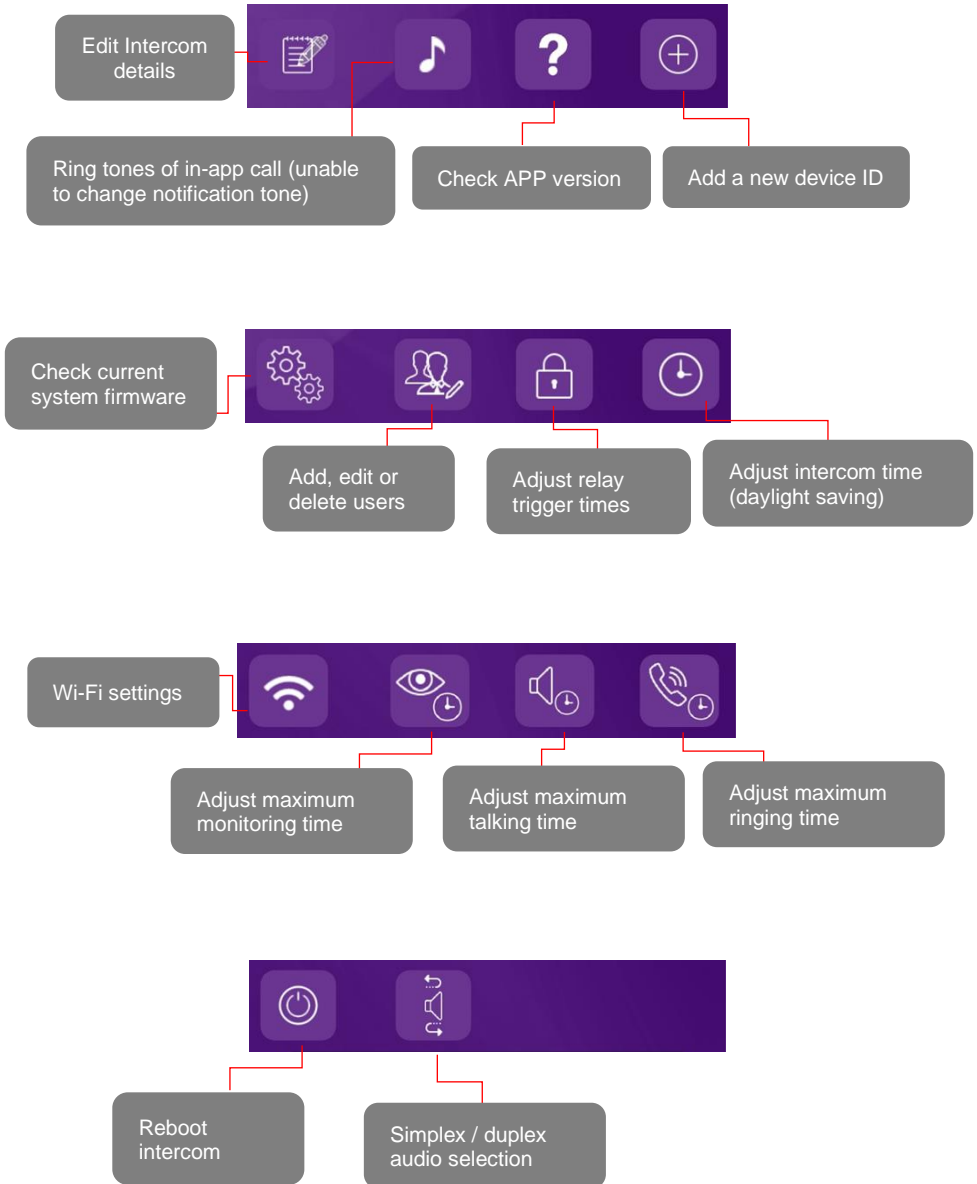 Edit Intercom
details
Ring tones of in-app call (unable
to change notification tone)
?
Check APP version
Add a new device ID
Check current
system firmware
Add, edit or
delete users
Adjust relay
trigger times
Adjust intercom time
(daylight saving)
Wi-Fi settings
Adjust maximum
monitoring time
Adjust maximum
talking time
Adjust maximum
ringing time
Reboot
intercom
Simplex / duplex
audio selection